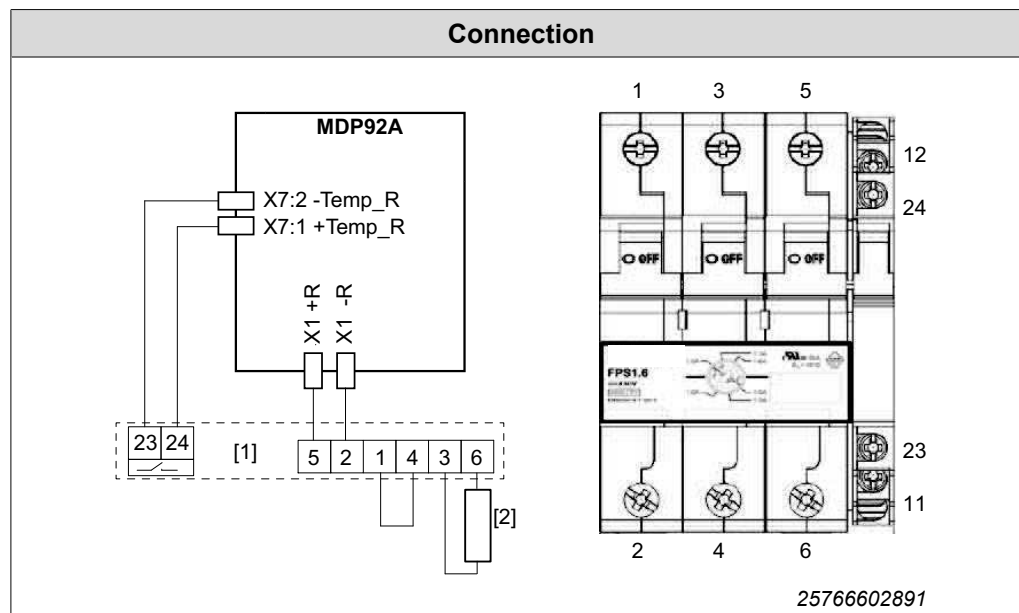 Connection
MDP92A
X7:2 -Temp_R
X7:1 +Temp_R
X1 +R
X1 -R
23 24
[1]
5 2 1 4 3 6
[2]
1 3 5
12
24
OFF OFF OFF
FPS1.6
23
11
2 4 6
25766602891